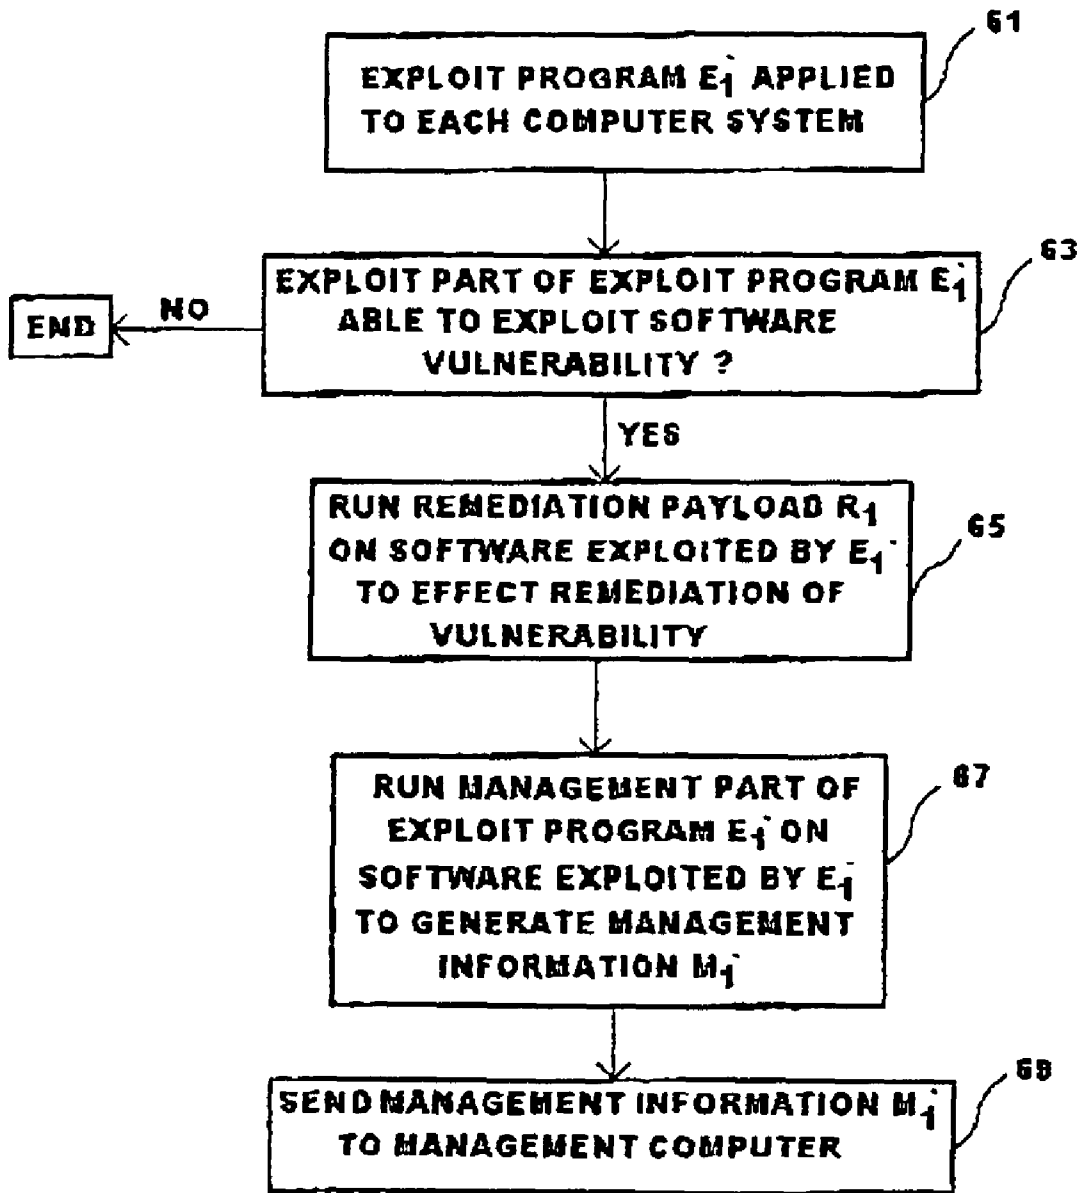 61
EXPLOIT PROGRAM E1' APPLIED
TO EACH COMPUTER SYSTEM
63
EXPLOIT PART OF EXPLOIT PROGRAM E1'
ABLE TO EXPLOIT SOFTWARE
VULNERABILITY ?
NO
END
YES
65
RUN REMEDIATION PAYLOAD R1
ON SOFTWARE EXPLOITED BY E1'
TO EFFECT REMEDIATION OF
VULNERABILITY
67
RUN MANAGEMENT PART OF
EXPLOIT PROGRAM E1' ON
SOFTWARE EXPLOITED BY E1'
TO GENERATE MANAGEMENT
INFORMATION M1'
69
SEND MANAGEMENT INFORMATION M1'
TO MANAGEMENT COMPUTER